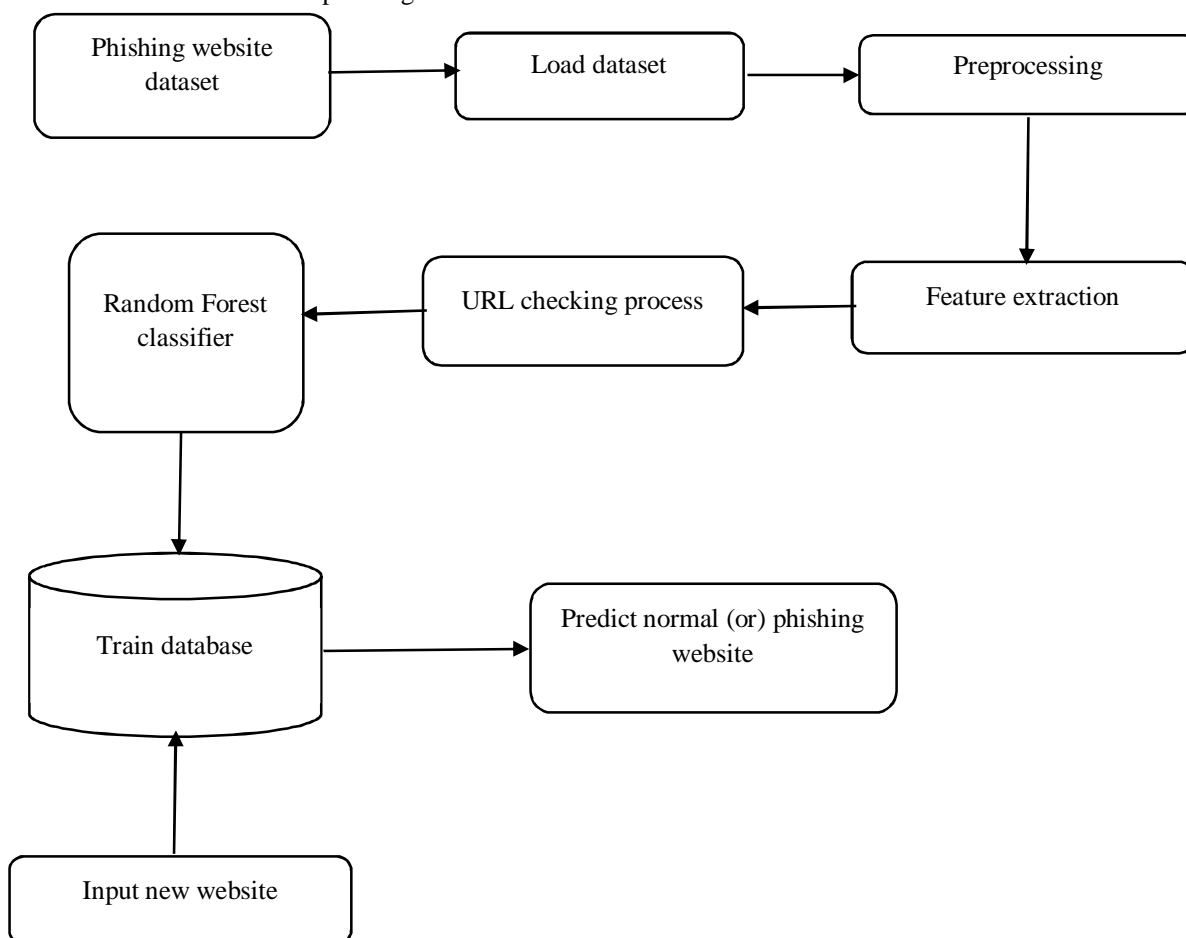 Phishing website
dataset
Load dataset
Preprocessing
Random Forest
classifier
URL checking process
Feature extraction
Train database
Predict normal (or) phishing
website
Input new website